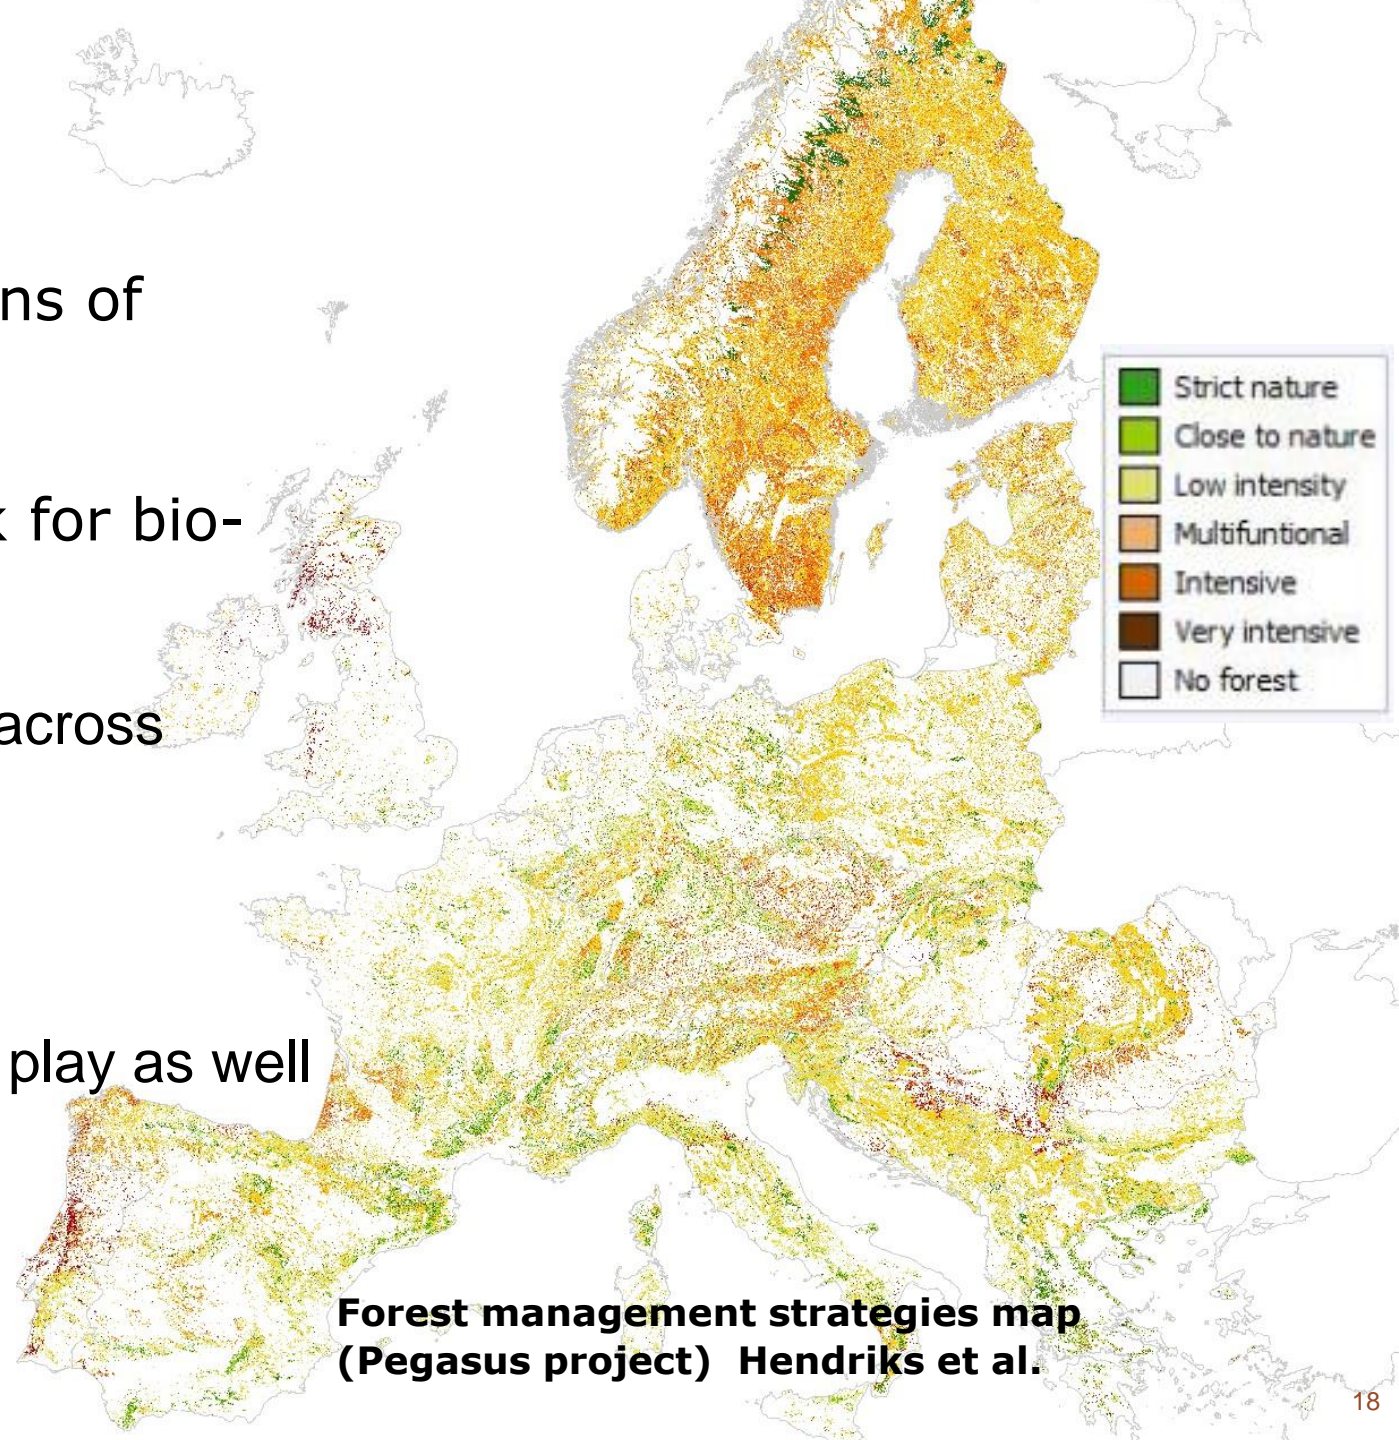 ns of
for bio-
across
play as well
Strict nature
Close to nature
Low intensity
Multifuntional
Intensive
Very intensive
No forest
Forest management strategies map
(Pegasus project) Hendriks et al.
18